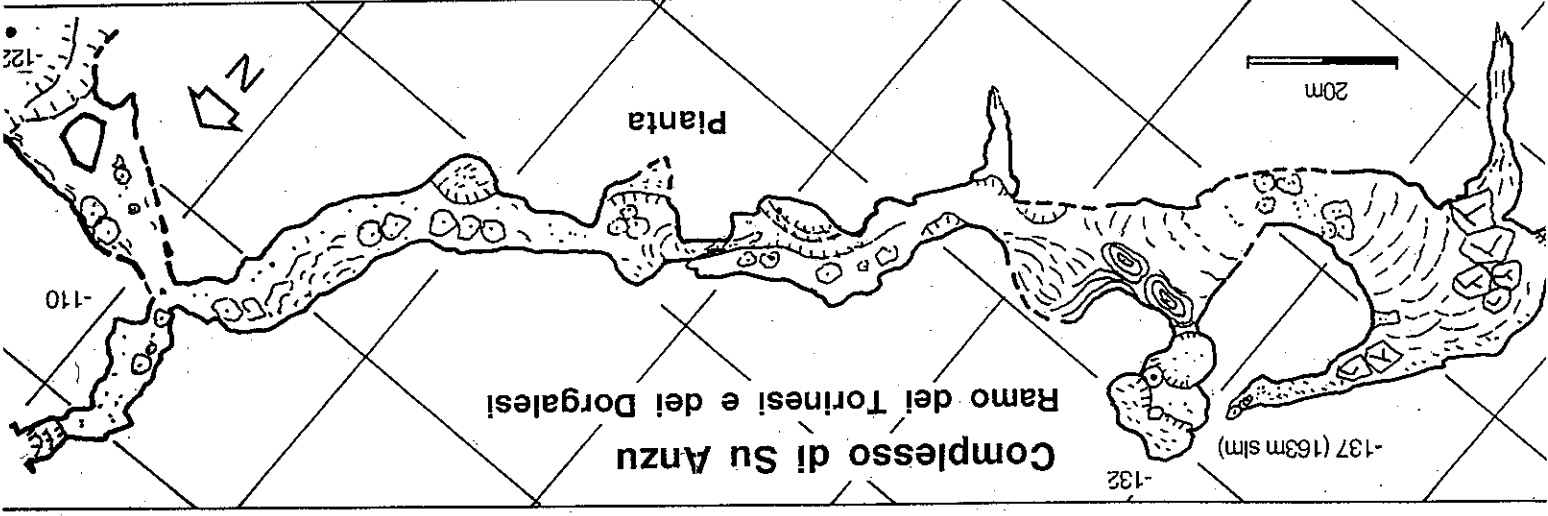 Complesso di Su Anzu
Ramo dei Torinesi e dei Dorgalesi
Pianta
-132
-137 (163m slm)
20m
-110
N
-122